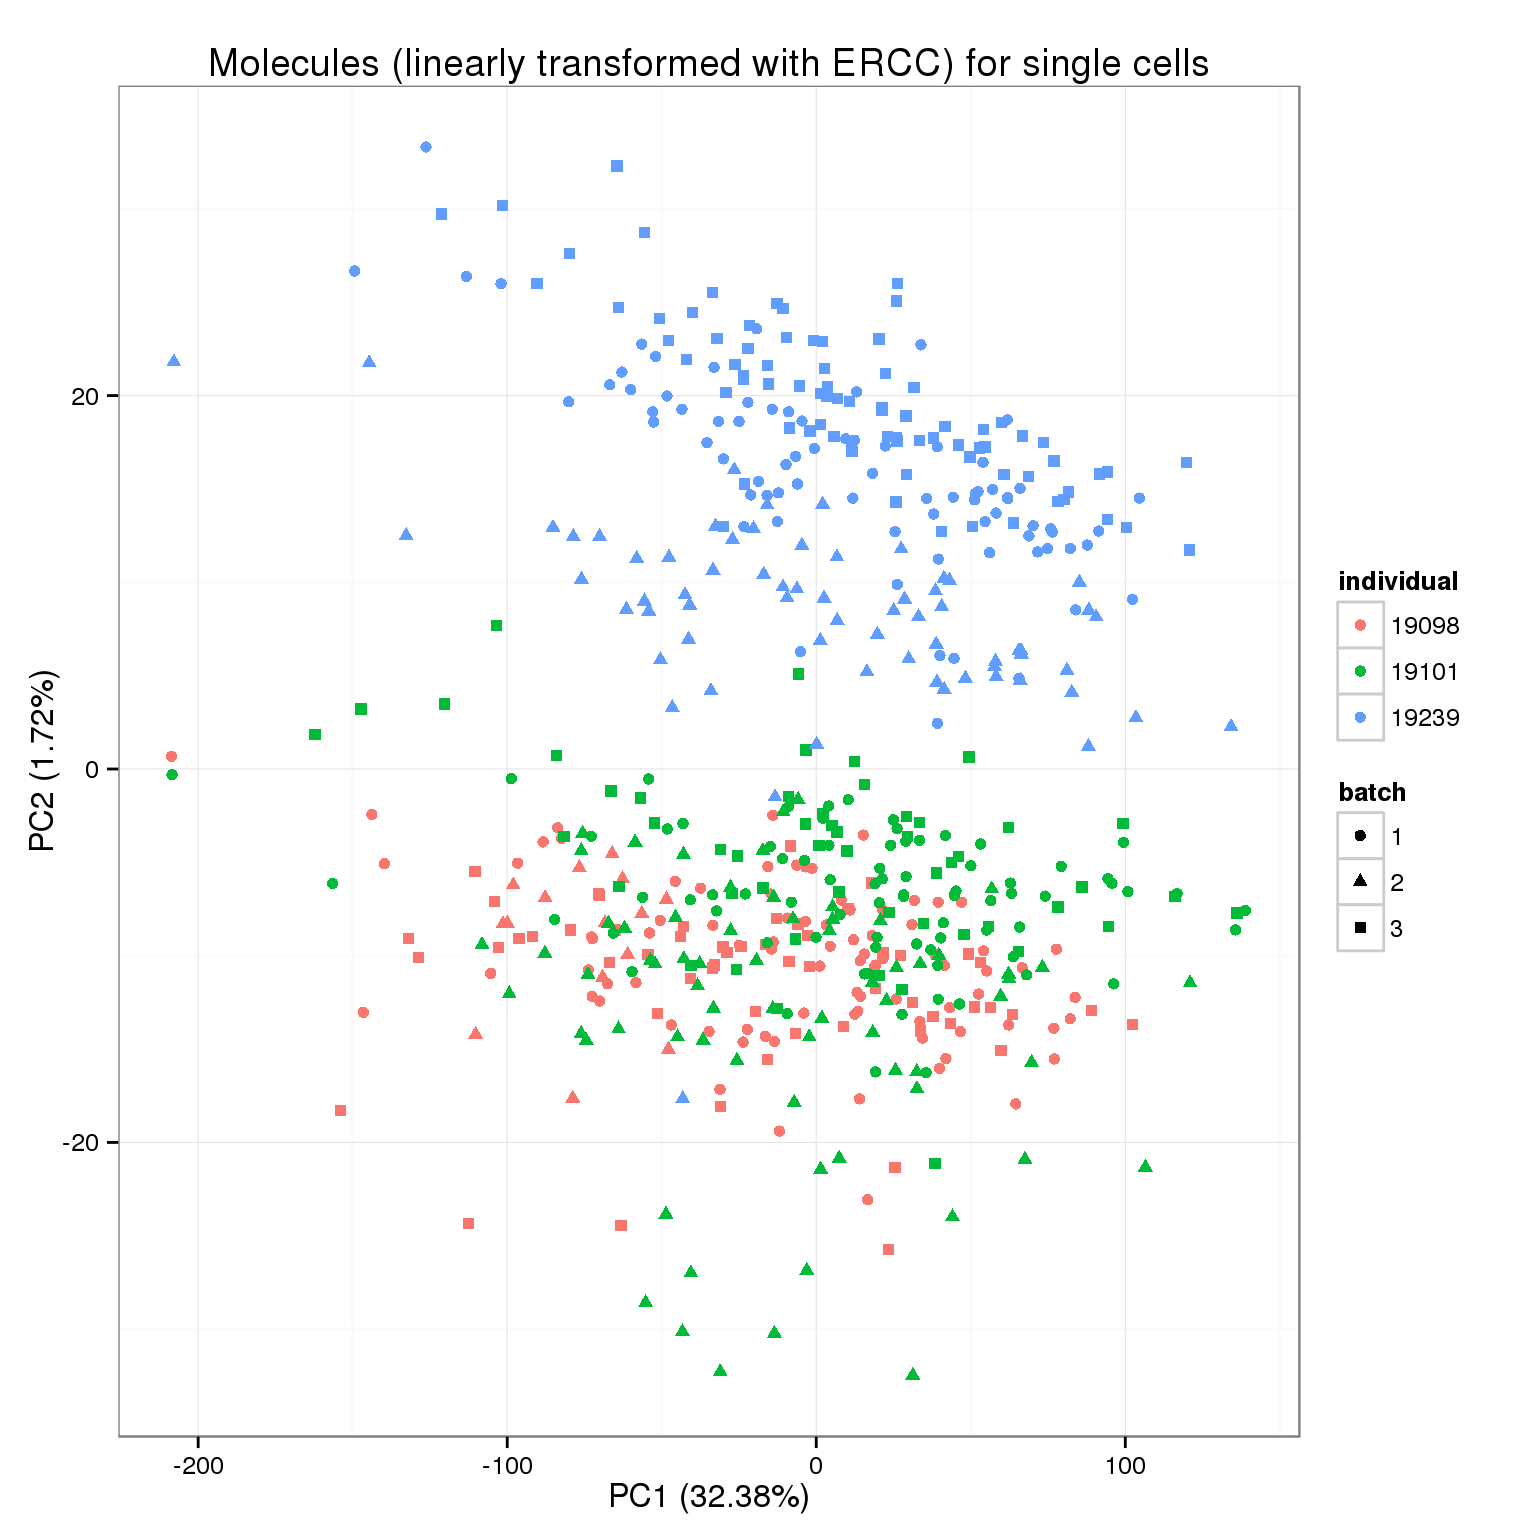 Molecules (linearly transformed with ERCC) for single cells
PC2 (1.72%)
20
0
-20
-200
-100
0
100
PC1 (32.38%)
individual
19098
19101
19239
batch
1
2
3